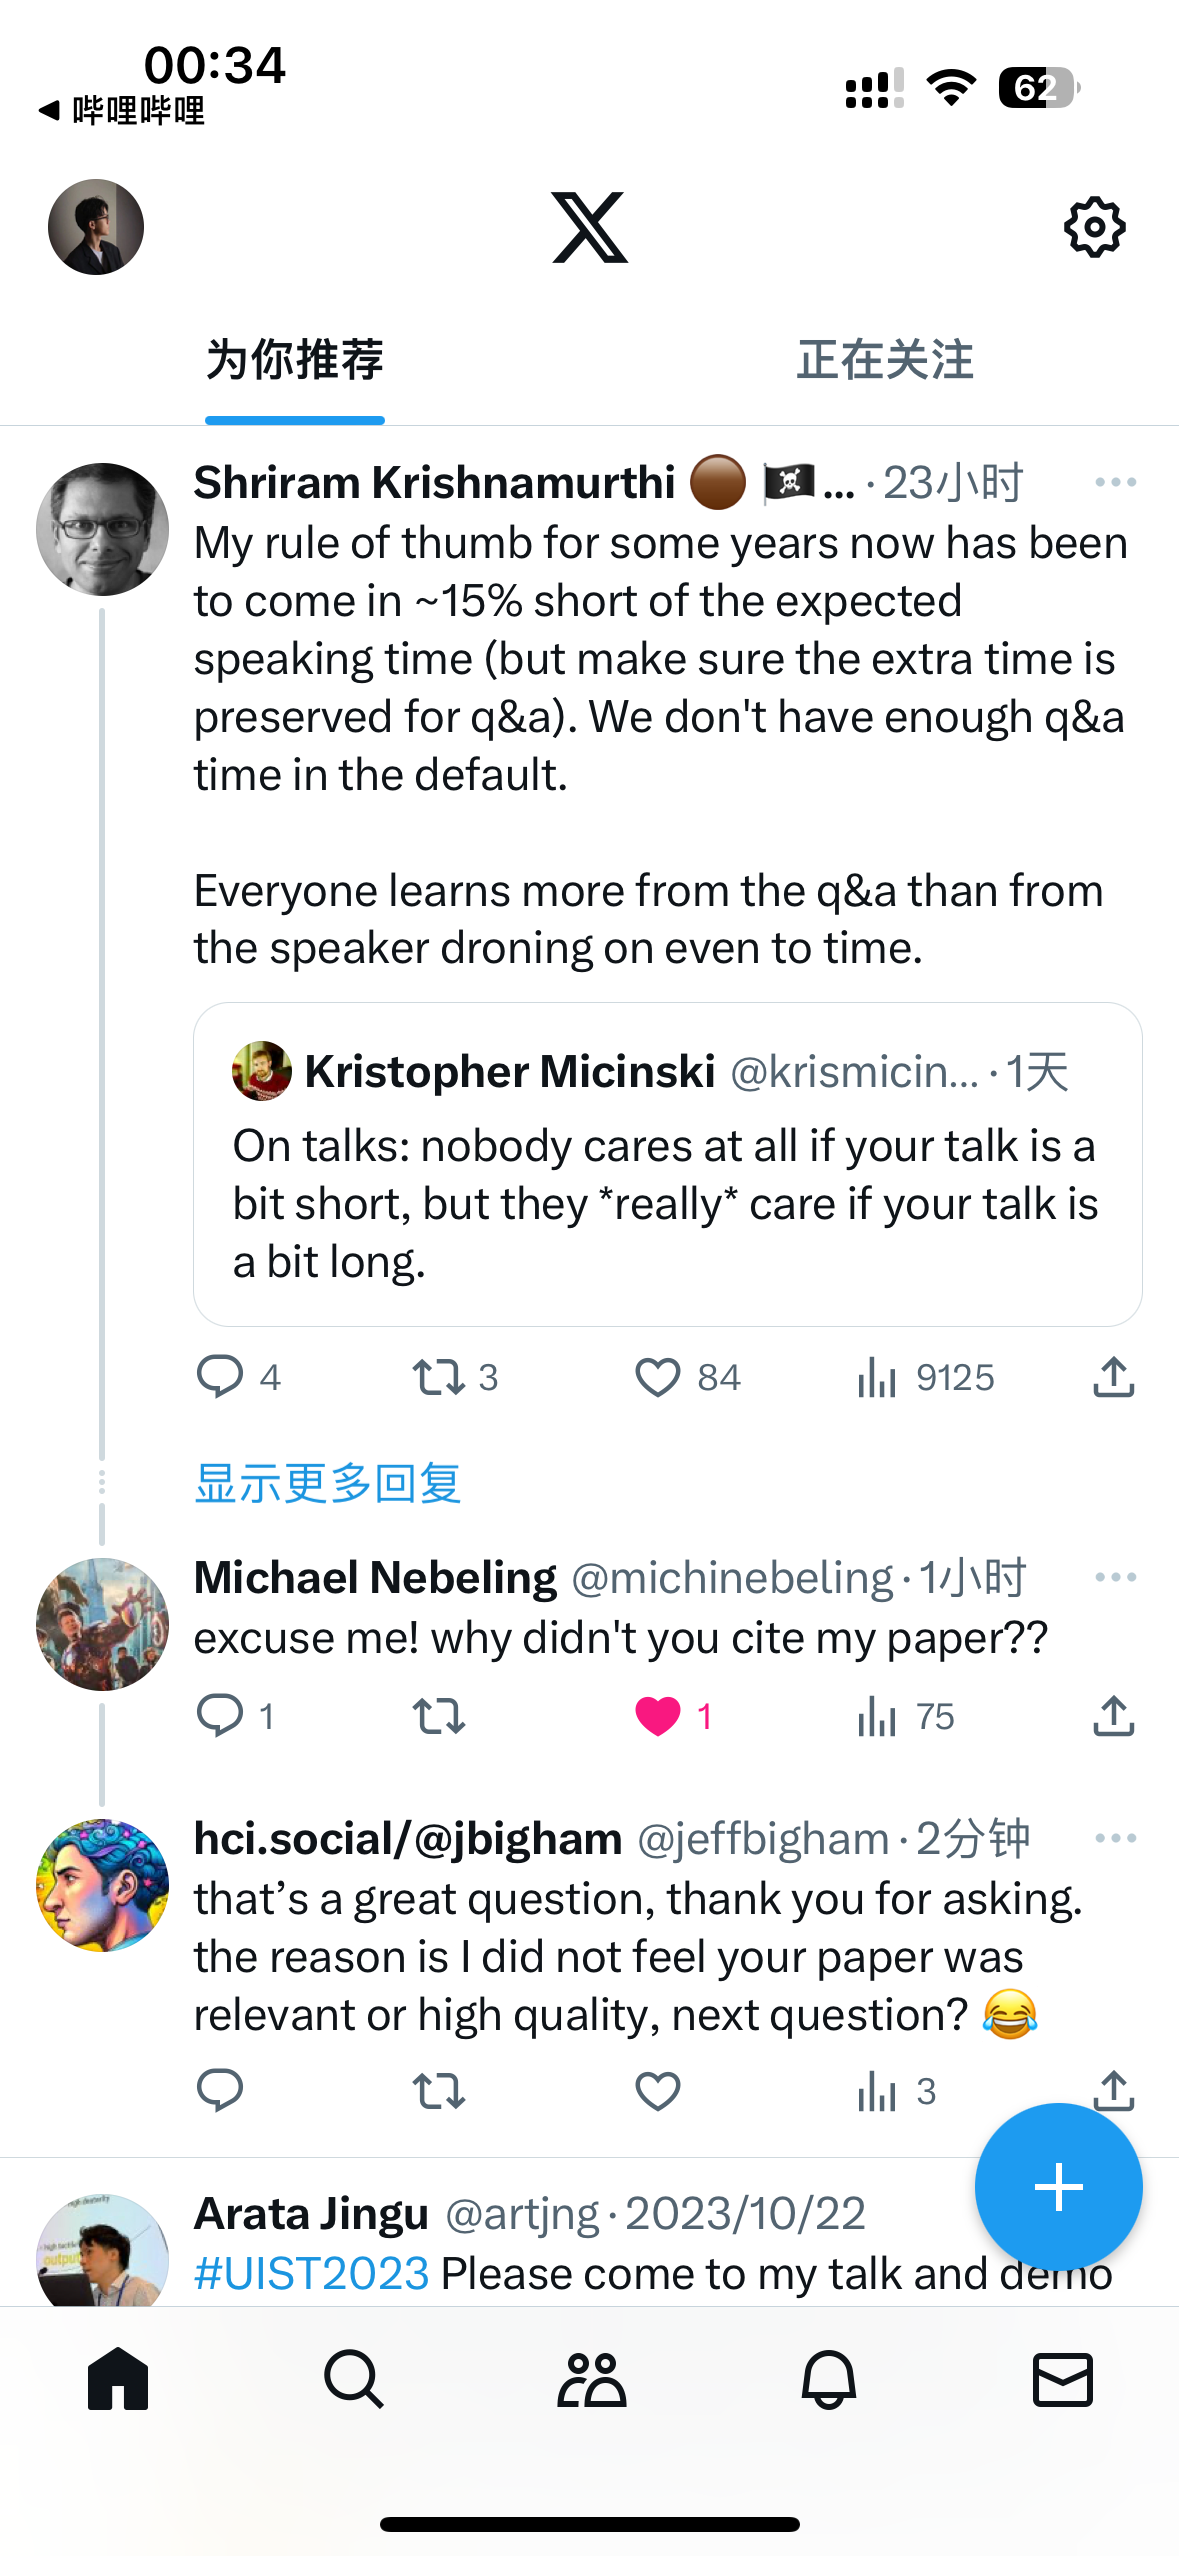 00:34
◀ 哔哩哔哩
62
为你推荐 正在关注
Shriram Krishnamurthi 🟤 🏴‍☠️... · 23小时
My rule of thumb for some years now has been
to come in ~15% short of the expected
speaking time (but make sure the extra time is
preserved for q&a). We don't have enough q&a
time in the default.
Everyone learns more from the q&a than from
the speaker droning on even to time.
Kristopher Micinski @krismicin... · 1天
On talks: nobody cares at all if your talk is a
bit short, but they *really* care if your talk is
a bit long.
4 3 84 9125
显示更多回复
Michael Nebeling @michinebeling · 1小时
excuse me! why didn't you cite my paper??
1 1 75
hci.social/@jbigham @jeffbigham · 2分钟
that’s a great question, thank you for asking.
the reason is I did not feel your paper was
relevant or high quality, next question? 😂
3
Arata Jingu @artjng · 2023/10/22
#UIST2023 Please come to my talk and demo
output